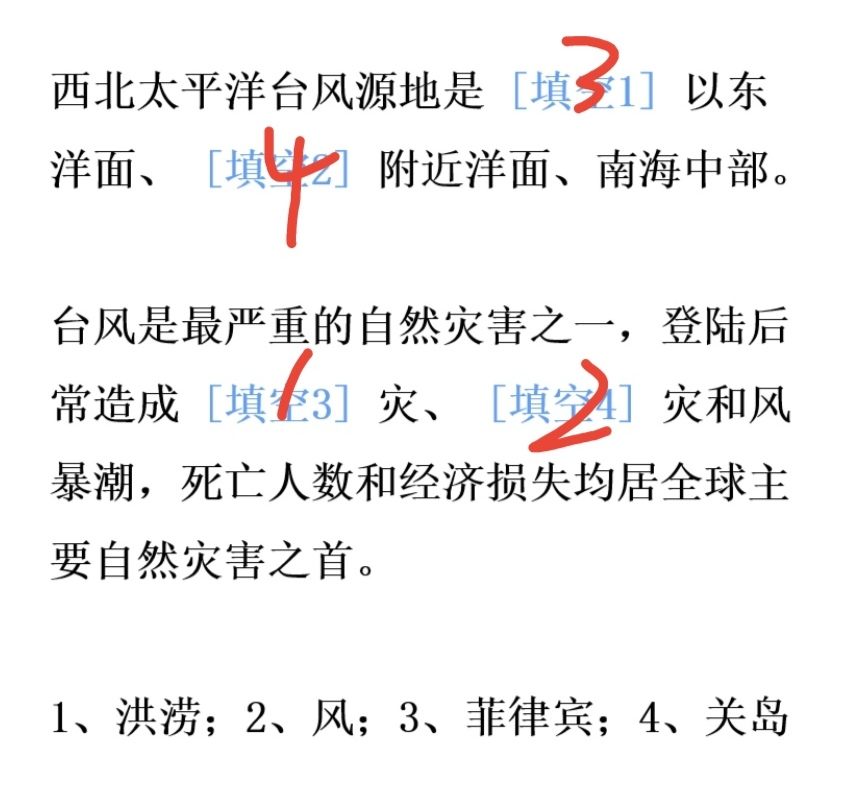 西北太平洋台风源地是 [填空1] 以东
3
洋面、 [填空2] 附近洋面、南海中部。
4
台风是最严重的自然灾害之一，登陆后
常造成 [填空3] 灾、 [填空4] 灾和风
1 2
暴潮，死亡人数和经济损失均居全球主
要自然灾害之首。
1、洪涝；2、风；3、菲律宾；4、关岛